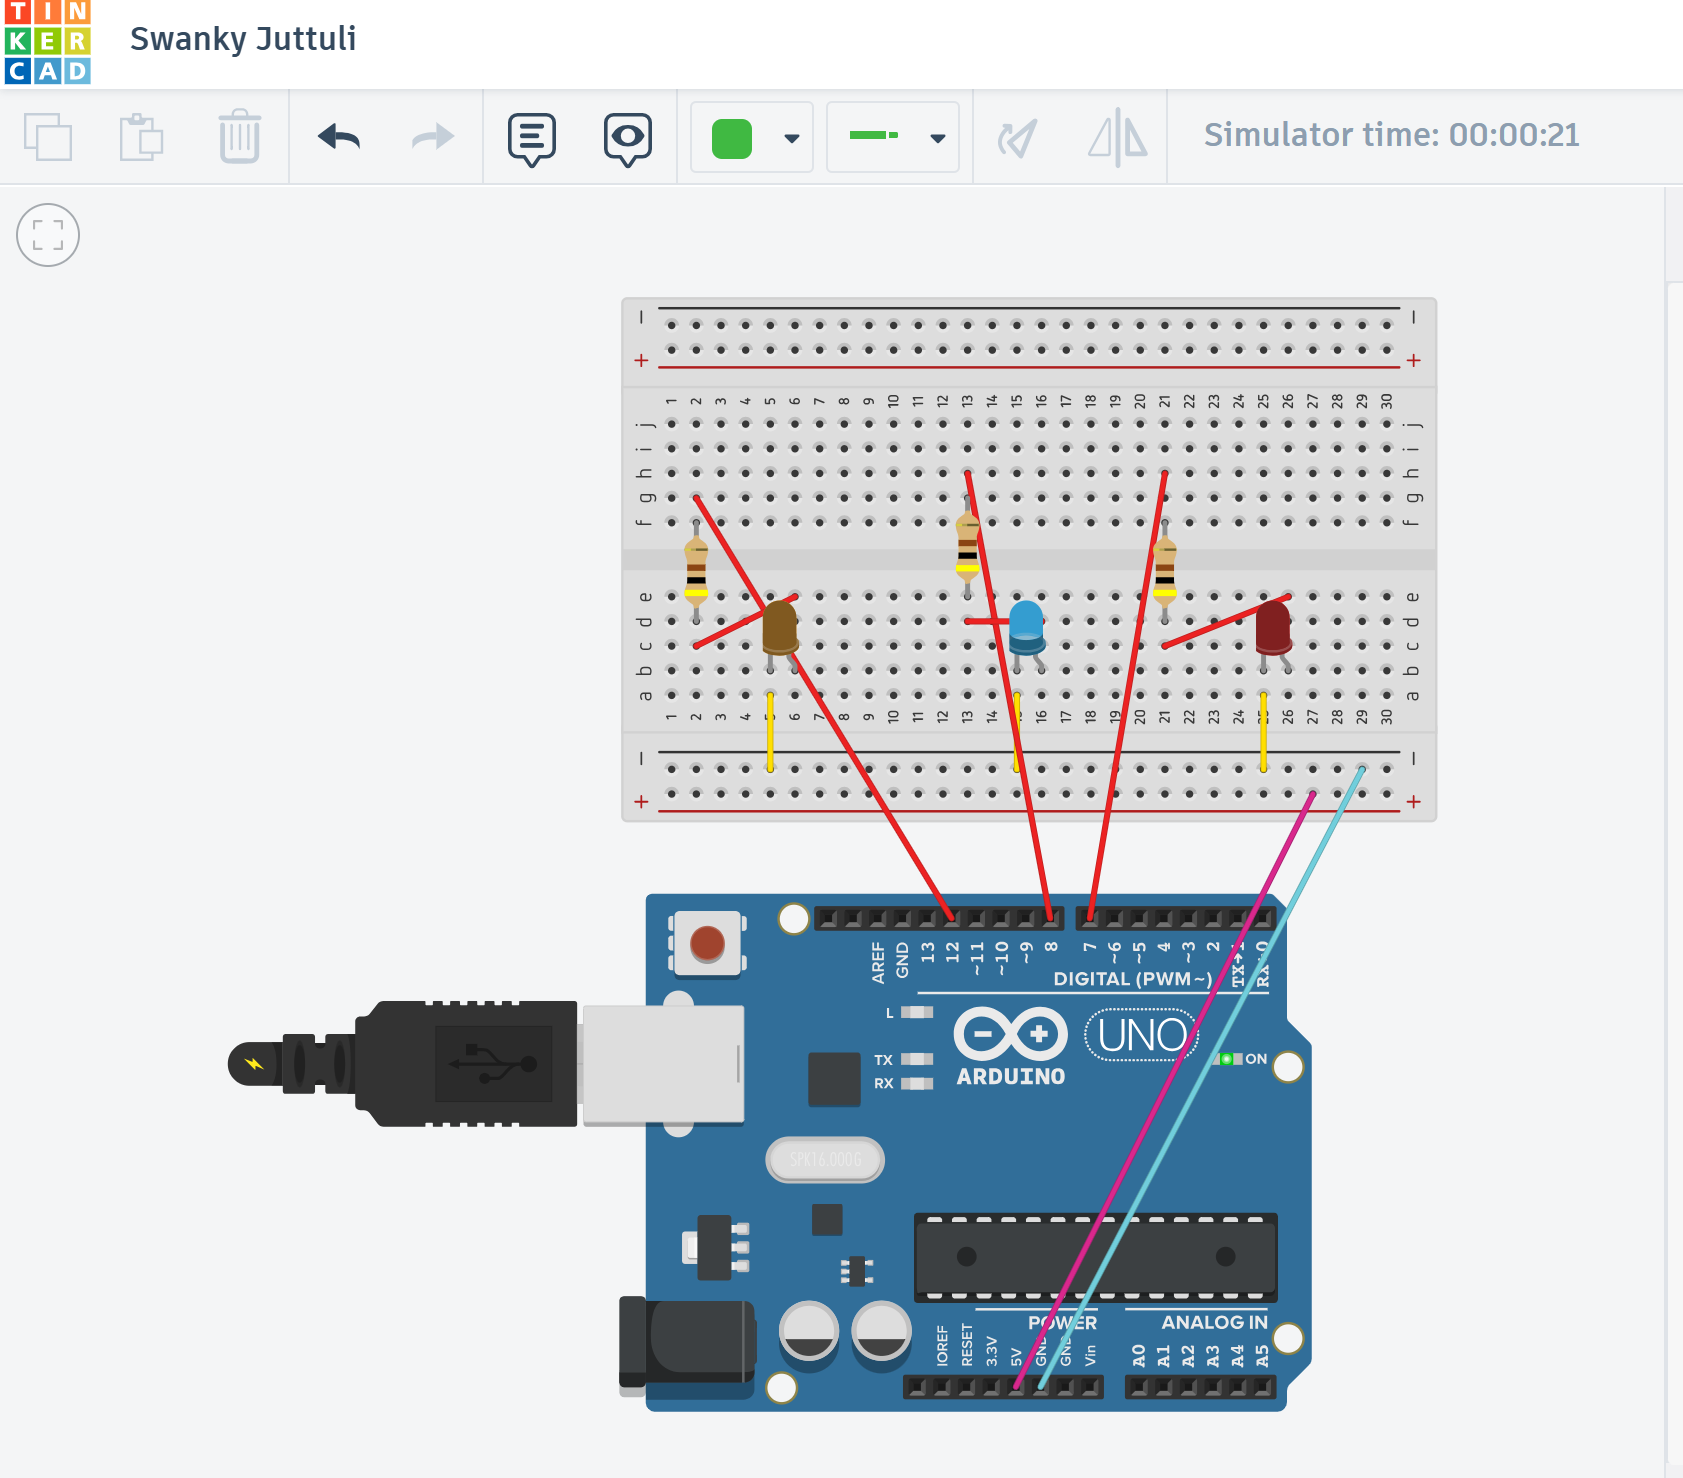 TIN
KER
CAD
Swanky Juttuli
Simulator time: 00:00:21
− −
+ +
1 2 3 4 5 6 7 8 9 10 11 12 13 14 15 16 17 18 19 20 21 22 23 24 25 26 27 28 29 30
j j
i i
h h
g g
f f
e e
d d
c c
b b
a a
1 2 3 4 5 6 7 8 9 10 11 12 13 14 15 16 17 18 19 20 21 22 23 24 25 26 27 28 29 30
− −
+ +
AREF GND 13 12 ~11 ~10 ~9 8 7 ~6 ~5 4 ~3 2 TX→1 RX←0
DIGITAL (PWM~)
L
UNO
TX
ON
RX
ARDUINO
SPK16.000G
POWER
ANALOG IN
IOREF RESET 3.3V 5V GND GND Vin A0 A1 A2 A3 A4 A5